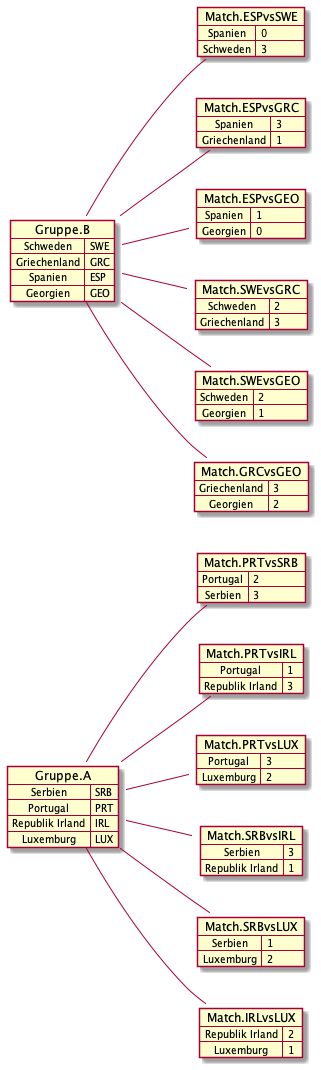 Match.ESPvsSWE
Spanien 0
Schweden 3
Match.ESPvsGRC
Spanien 3
Griechenland 1
Match.ESPvsGEO
Spanien 1
Georgien 0
Gruppe.B
Schweden SWE
Griechenland GRC
Spanien ESP
Georgien GEO
Match.SWEvsGRC
Schweden 2
Griechenland 3
Match.SWEvsGEO
Schweden 2
Georgien 1
Match.GRCvsGEO
Griechenland 3
Georgien 2
Match.PRTvsSRB
Portugal 2
Serbien 3
Match.PRTvsIRL
Portugal 1
Republik Irland 3
Match.PRTvsLUX
Portugal 3
Luxemburg 2
Gruppe.A
Serbien SRB
Portugal PRT
Republik Irland IRL
Luxemburg LUX
Match.SRBvsIRL
Serbien 3
Republik Irland 1
Match.SRBvsLUX
Serbien 1
Luxemburg 2
Match.IRLvsLUX
Republik Irland 2
Luxemburg 1